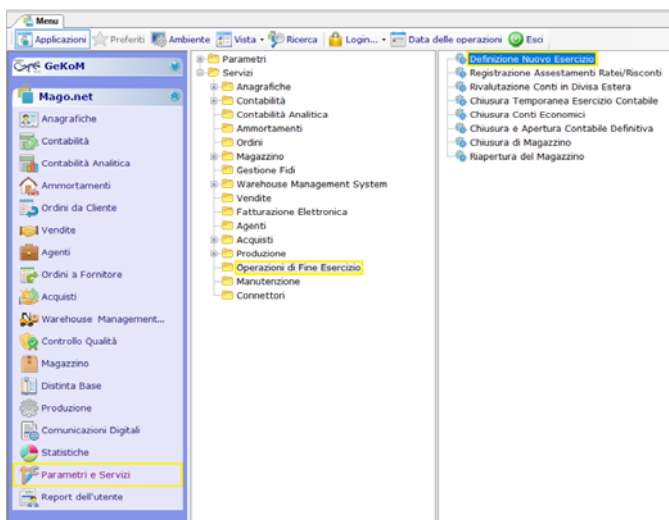 Menu
Applicazioni Preferiti Ambiente Vista Ricerca Login... Data delle operazioni Esci
GeKoM
Mago.net
Anagrafiche
Contabilità
Contabilità Analitica
Ammortamenti
Ordini da Cliente
Vendite
Agenti
Ordini a Fornitore
Acquisti
Warehouse Management...
Controllo Qualità
Magazzino
Distinta Base
Produzione
Comunicazioni Digitali
Statistiche
Parametri e Servizi
Report dell'utente
Parametri
Servizi
Anagrafiche
Contabilità
Contabilità Analitica
Ammortamenti
Ordini
Magazzino
Gestione Fidi
Warehouse Management System
Vendite
Fatturazione Elettronica
Agenti
Acquisti
Produzione
Operazioni di Fine Esercizio
Manutenzione
Connettori
Definizione Nuovo Esercizio
Registrazione Assestamenti Ratei/Risconti
Rivalutazione Conti in Divisa Estera
Chiusura Temporanea Esercizio Contabile
Chiusura Conti Economici
Chiusura e Apertura Contabile Definitiva
Chiusura di Magazzino
Riapertura del Magazzino